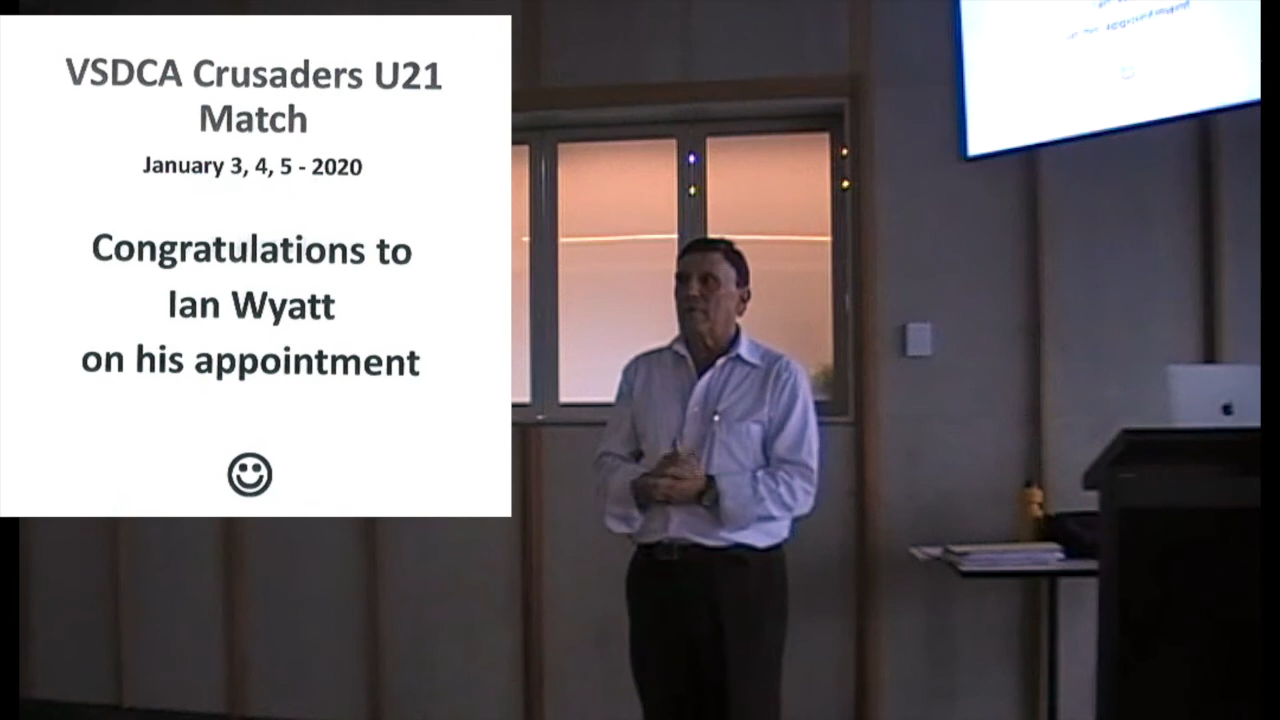 VSDCA Crusaders U21
Match
January 3, 4, 5 - 2020
Congratulations to
Ian Wyatt
on his appointment